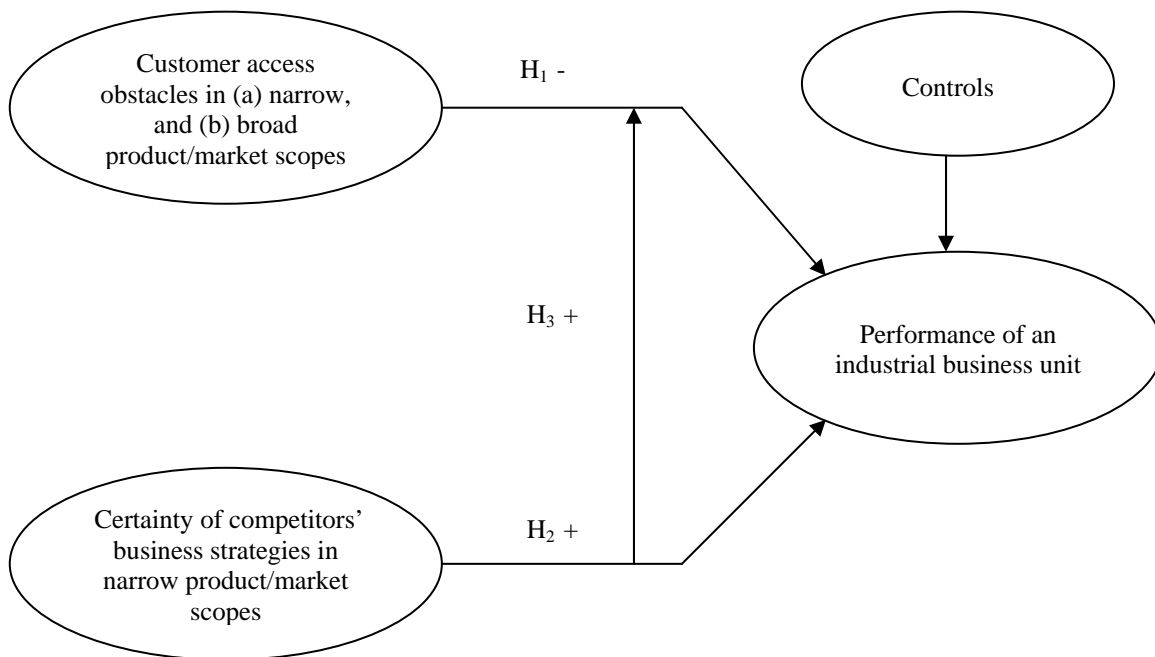 Customer access
obstacles in (a) narrow,
and (b) broad
product/market scopes
H₁ -
Controls
H₃ +
Performance of an
industrial business unit
Certainty of competitors’
business strategies in
narrow product/market
scopes
H₂ +